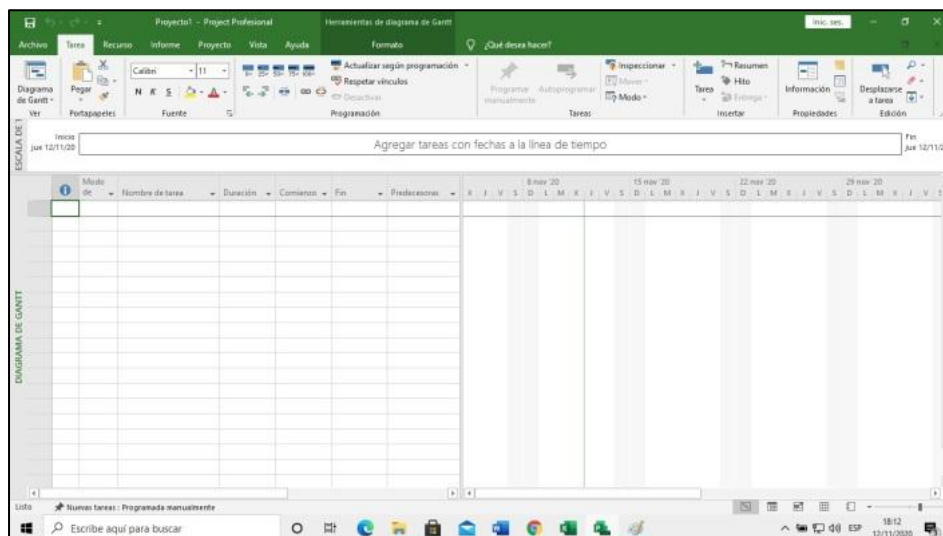 Proyecto1 - Project Profesional
Herramientas de diagrama de Gantt
Inic. ses.
Archivo Tarea Recurso Informe Proyecto Vista Ayuda Formato ¿Qué desea hacer?
Diagrama de Gantt
Ver
Pegar
Portapapeles
Calibri 11
N K S
Fuente
Actualizar según programación
Respetar vínculos
Desactivar
Programación
Programar manualmente
Autoprogramar
Inspeccionar
Mover
Modo
Tareas
Tarea
Resumen
Hito
Entrega
Insertar
Información
Propiedades
Desplazarse a tarea
Edición
ESCALA DE T
Inicio
jue 12/11/20
Agregar tareas con fechas a la línea de tiempo
Fin
jue 12/11/2
Modo de
Nombre de tarea
Duración
Comienzo
Fin
Predecesoras
8 nov '20 15 nov '20 22 nov '20 29 nov '20
X J V S D L M X J V S D L M X J V S D L M X J V S D L M X J V S
DIAGRAMA DE GANTT
Listo
Nuevas tareas : Programada manualmente
Escribe aquí para buscar
ESP
18:12
12/11/2020